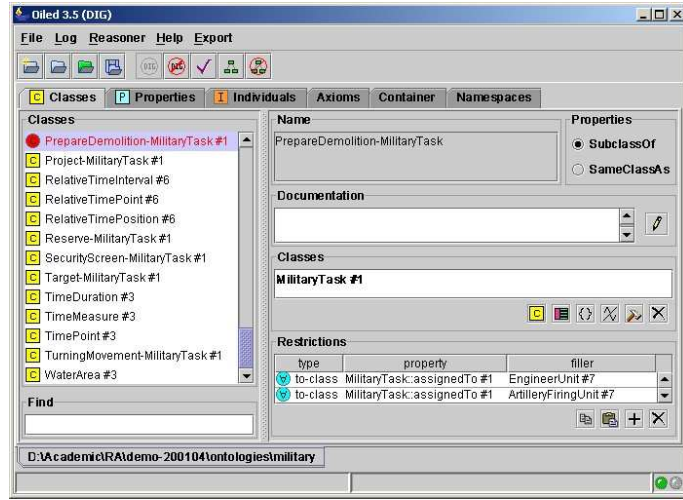 Oiled 3.5 (DIG)
File Log Reasoner Help Export
DIG DIG
C Classes P Properties I Individuals Axioms Container Namespaces
Classes
C PrepareDemolition-MilitaryTask #1
C Project-MilitaryTask #1
C RelativeTimeInterval #6
C RelativeTimePoint #6
C RelativeTimePosition #6
C Reserve-MilitaryTask #1
C SecurityScreen-MilitaryTask #1
C Target-MilitaryTask #1
C TimeDuration #3
C TimeMeasure #3
C TimePoint #3
C TurningMovement-MilitaryTask #1
C WaterArea #3
Find
Name
PrepareDemolition-MilitaryTask
Properties
SubclassOf
SameClassAs
Documentation
Classes
MilitaryTask #1
C {}
Restrictions
type property filler
to-class MilitaryTask::assignedTo #1 EngineerUnit #7
to-class MilitaryTask::assignedTo #1 ArtilleryFiringUnit #7
D:\Academic\RA\demo-200104\ontologies\military